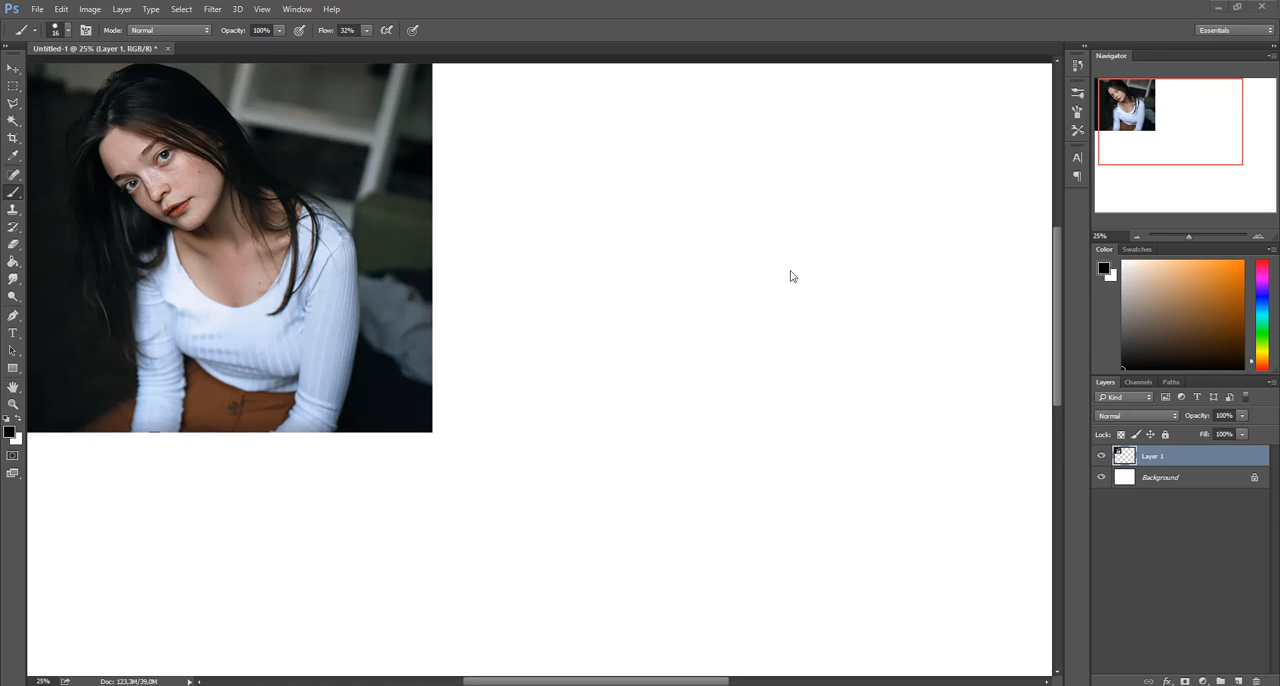 Ps File Edit Image Layer Type Select Filter 3D View Window Help
16 Mode: Normal Opacity: 100% Flow: 32% Essentials
Untitled-1 @ 25% (Layer 1, RGB/8) * ×
Navigator
25%
Color Swatches
Layers Channels Paths
Kind
Normal Opacity: 100%
Lock: Fill: 100%
Layer 1
Background
25% Doc: 123,3M/39,0M